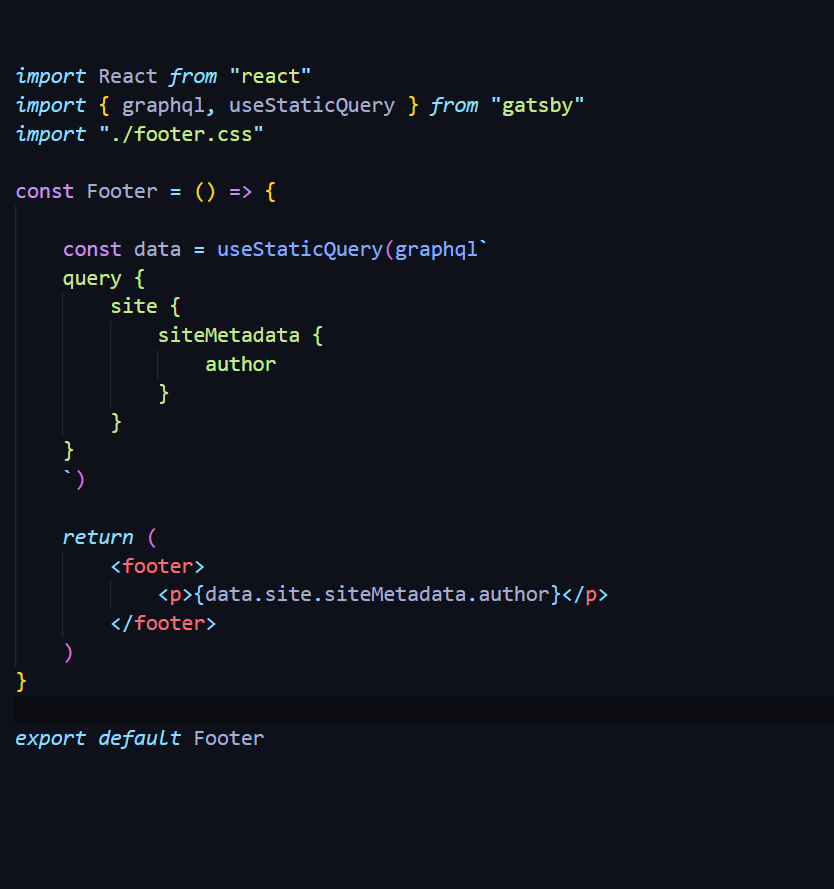 import React from "react"
import { graphql, useStaticQuery } from "gatsby"
import "./footer.css"

const Footer = () => {

    const data = useStaticQuery(graphql`
    query {
        site {
            siteMetadata {
                author
            }
        }
    }
    `)

    return (
        <footer>
            <p>{data.site.siteMetadata.author}</p>
        </footer>
    )
}

export default Footer